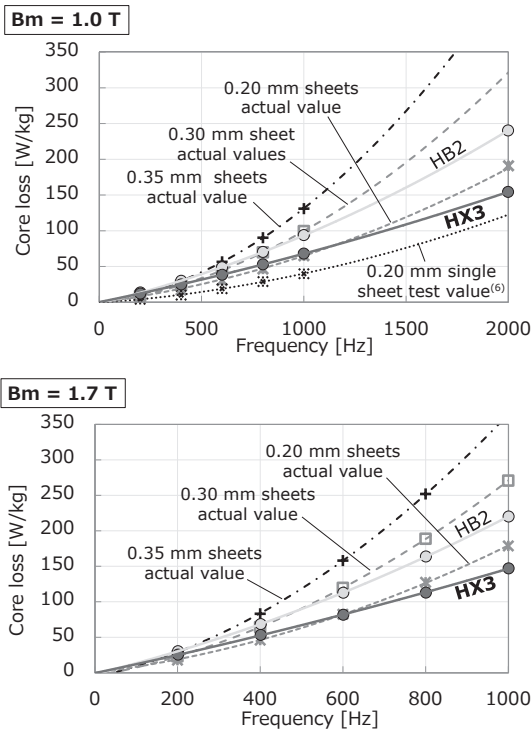 Bm = 1.0 T
Core loss [W/kg]
350
300
250
200
150
100
50
0
0.20 mm sheets
actual value
0.30 mm sheet
actual values
0.35 mm sheets
actual value
HB2
HX3
0.20 mm single
sheet test value(6)
0
500
1000
1500
2000
Frequency [Hz]
Bm = 1.7 T
Core loss [W/kg]
350
300
250
200
150
100
50
0
0.20 mm sheets
actual value
0.30 mm sheets
actual value
0.35 mm sheets
actual value
HB2
HX3
0
200
400
600
800
1000
Frequency [Hz]